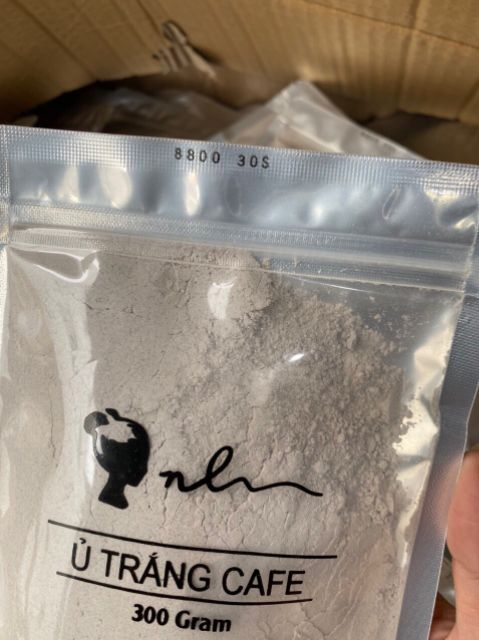 8800 30S
nh
Ủ TRẮNG CAFE
300 Gram